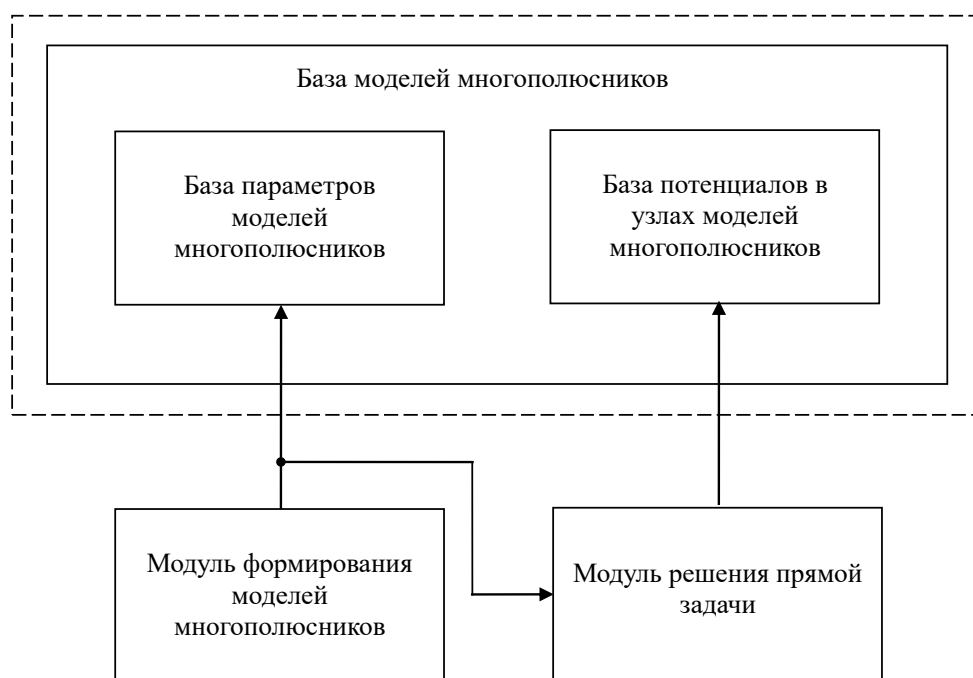 База моделей многополюсников
База параметров
моделей
многополюсников
База потенциалов в
узлах моделей
многополюсников
Модуль формирования
моделей
многополюсников
Модуль решения прямой
задачи